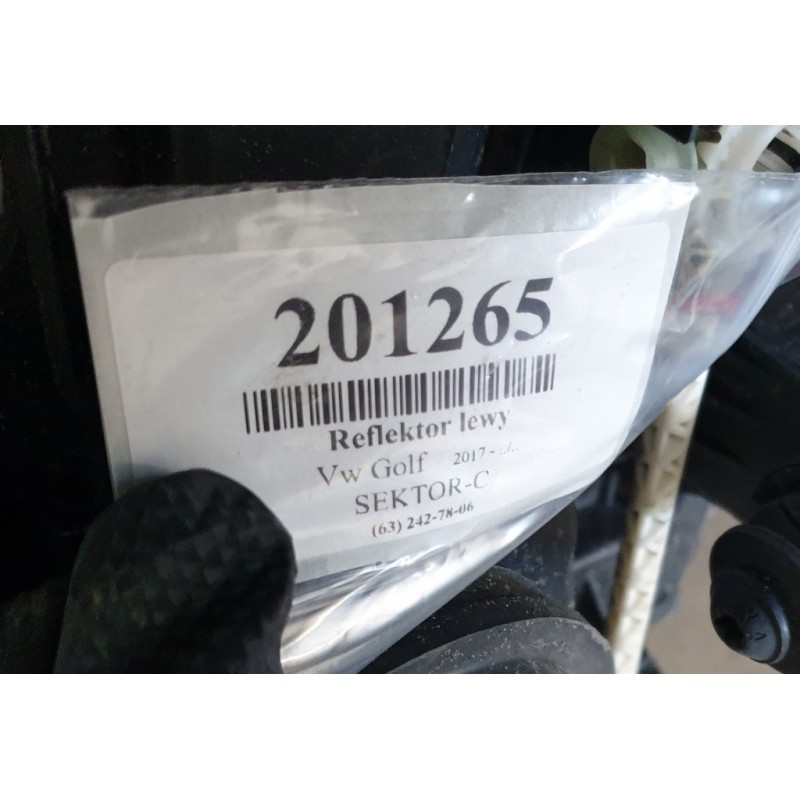 201265
Reflektor lewy
Vw Golf 2017 - ../..
SEKTOR-C
(63) 242-78-06